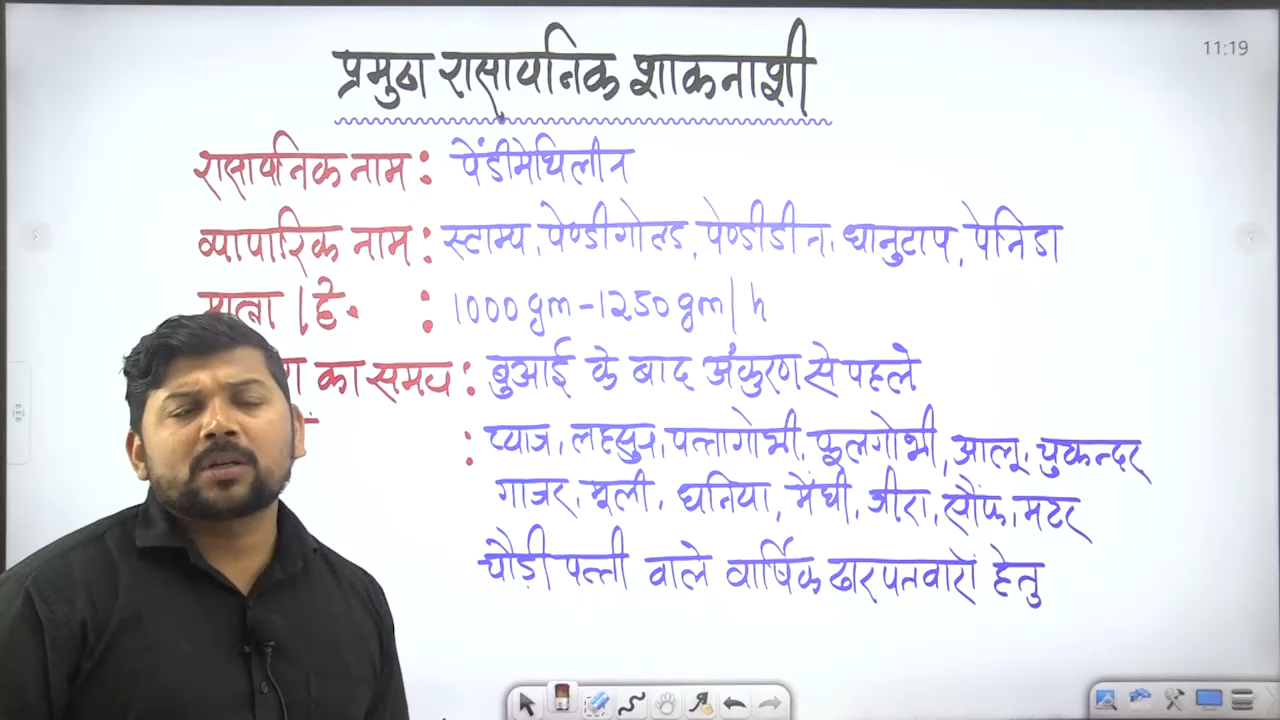 11:19
प्रमुख रासायनिक शाकनाशी
रासायनिक नाम : पेंडीमेथिलीन
व्यापारिक नाम : स्टाम्प, पेण्डीगोल्ड, पेण्डीडीन, धानुटाप, पेनिडा
मात्रा / हे. : 1000 gm - 1250 gm / h
का समय : बुआई के बाद अंकुरण से पहले
: प्याज, लहसुन, पत्तागोभी, फूलगोभी, आलू, चुकन्दर
गाजर, मूली, धनिया, मेंथी, जीरा, सौंफ, मटर
चौड़ी पत्ती वाले वार्षिक खरपतवारों हेतु